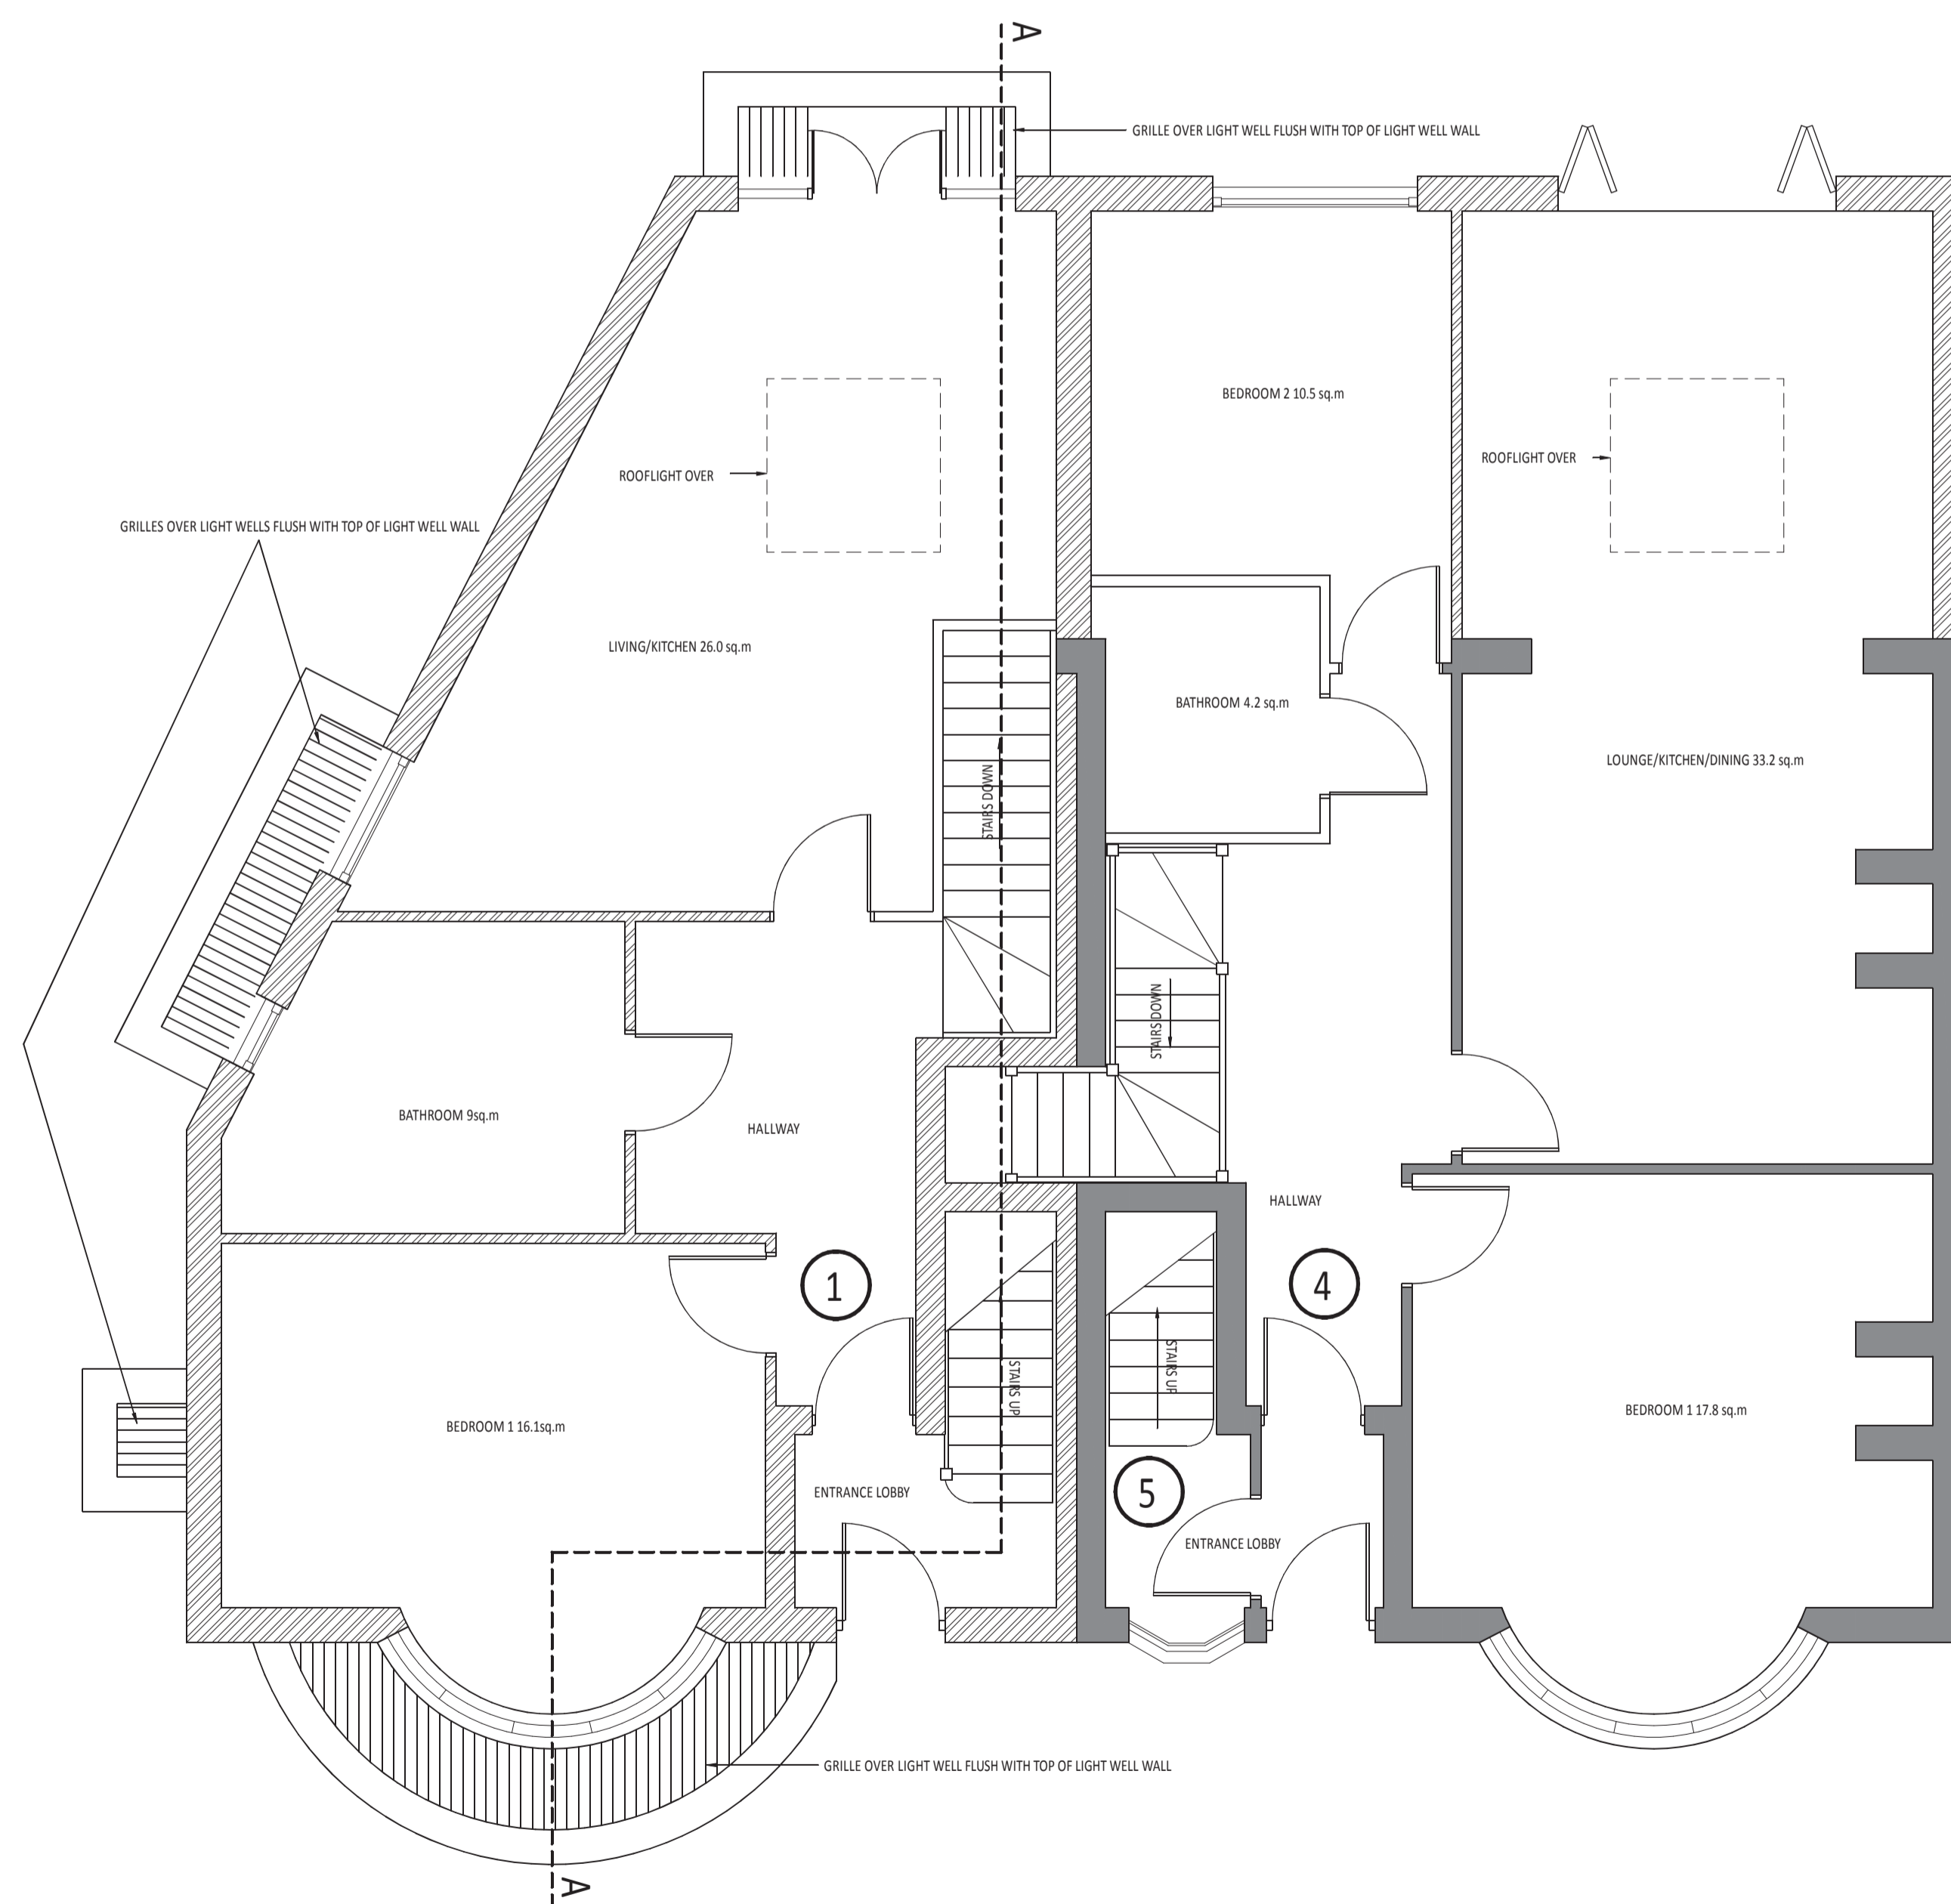 A
GRILLE OVER LIGHT WELL FLUSH WITH TOP OF LIGHT WELL WALL
BEDROOM 2 10.5 sq.m
ROOFLIGHT OVER
ROOFLIGHT OVER
GRILLES OVER LIGHT WELLS FLUSH WITH TOP OF LIGHT WELL WALL
LIVING/KITCHEN 26.0 sq.m
BATHROOM 4.2 sq.m
LOUNGE/KITCHEN/DINING 33.2 sq.m
STAIRS DOWN
STAIRS DOWN
BATHROOM 9sq.m
HALLWAY
HALLWAY
1
4
STAIRS UP
STAIRS UP
BEDROOM 1 16.1sq.m
BEDROOM 1 17.8 sq.m
ENTRANCE LOBBY
5
ENTRANCE LOBBY
GRILLE OVER LIGHT WELL FLUSH WITH TOP OF LIGHT WELL WALL
A